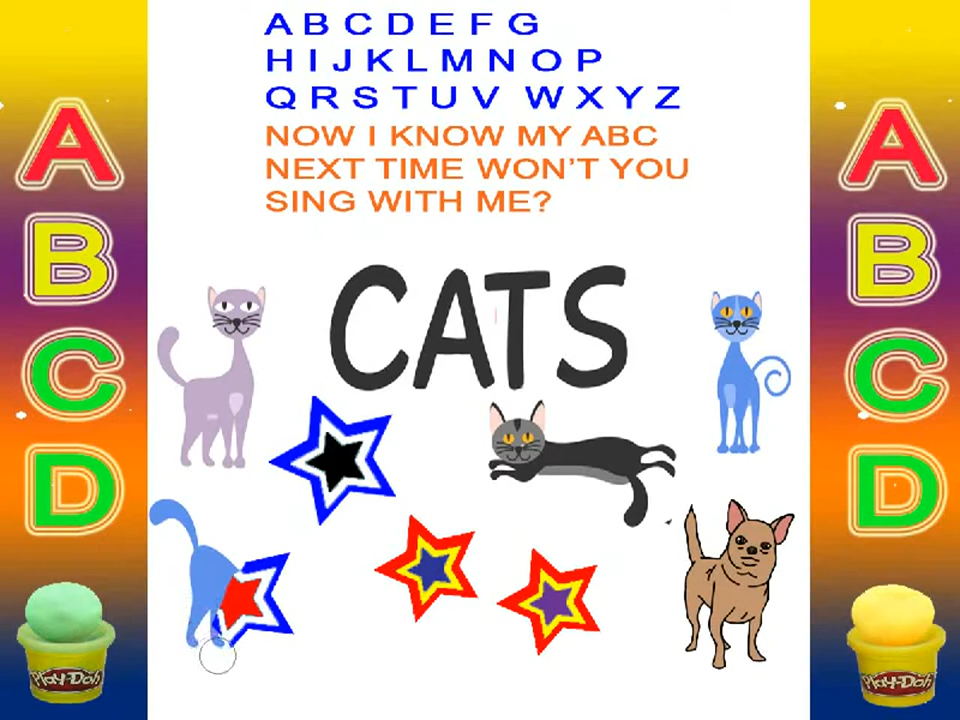 A B C D E F G
H I J K L M N O P
Q R S T U V W X Y Z
NOW I KNOW MY ABC
NEXT TIME WON'T YOU
SING WITH ME?
CATS
A
B
C
D
Play-Doh
A
B
C
D
Play-Doh